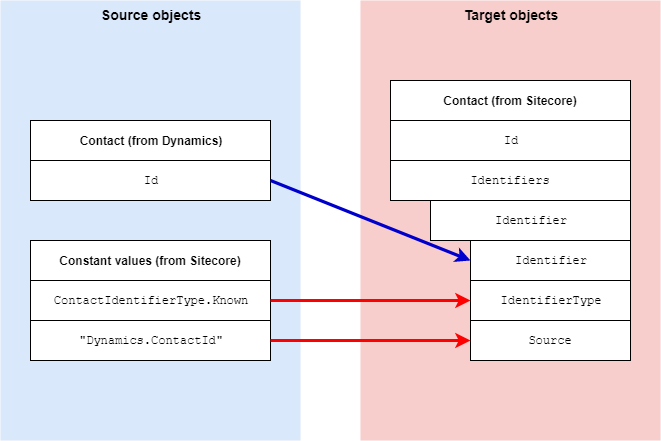 Source objects
Contact (from Dynamics)
Id
Constant values (from Sitecore)
ContactIdentifierType.Known
"Dynamics.ContactId"
Target objects
Contact (from Sitecore)
Id
Identifiers
Identifier
Identifier
IdentifierType
Source